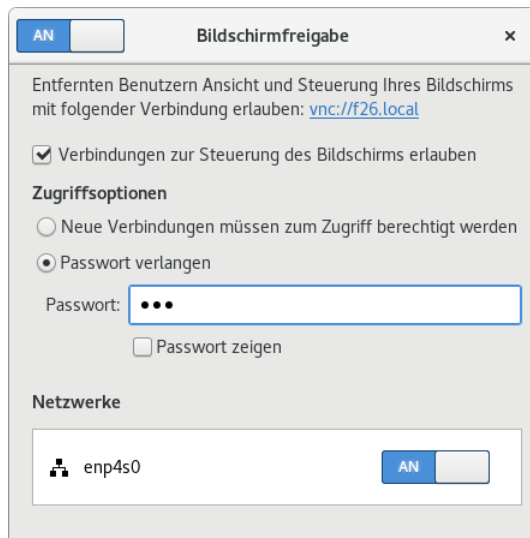 AN
Bildschirmfreigabe
Entfernten Benutzern Ansicht und Steuerung Ihres Bildschirms
mit folgender Verbindung erlauben: vnc://f26.local
Verbindungen zur Steuerung des Bildschirms erlauben
Zugriffsoptionen
Neue Verbindungen müssen zum Zugriff berechtigt werden
Passwort verlangen
Passwort: •••
Passwort zeigen
Netzwerke
enp4s0 AN